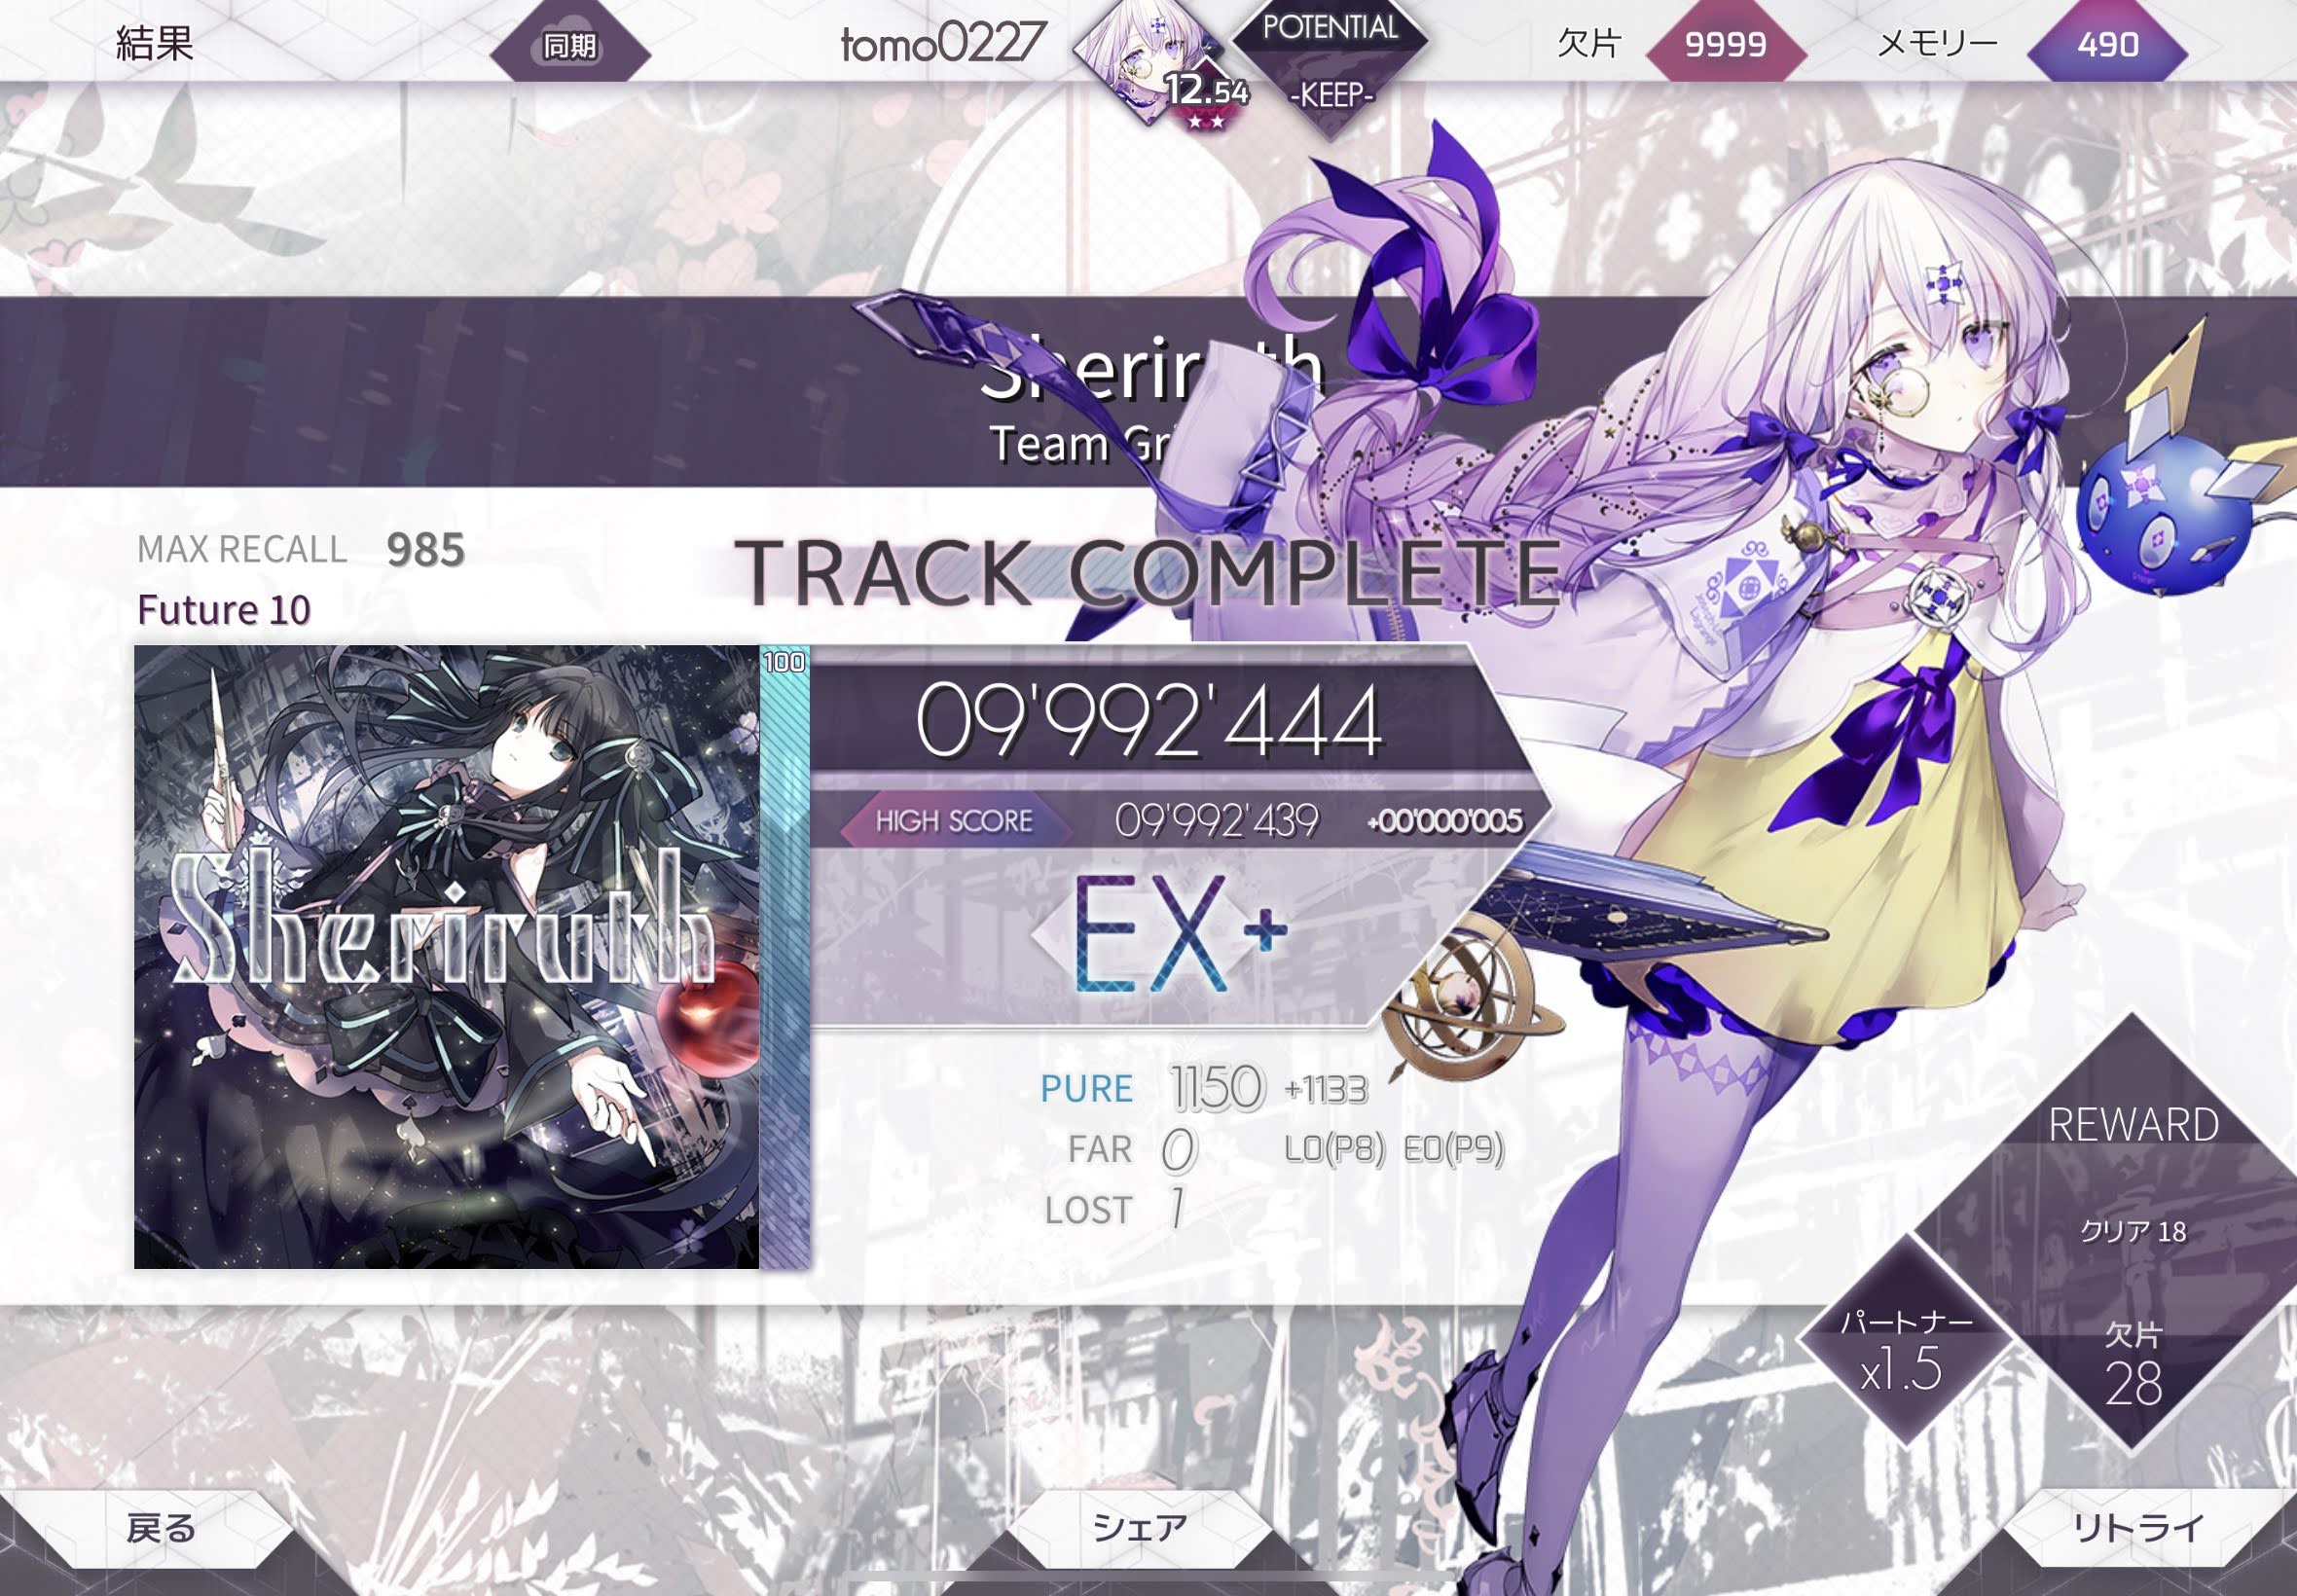 結果
同期
tomo0227
12.54
POTENTIAL
-KEEP-
欠片 9999
メモリー 490
Team
MAX RECALL 985
Future 10
TRACK COMPLETE
Sheriruth
100
09'992'444
HIGH SCORE 09'992'439 +00'000'005
EX+
PURE 1150 +1133
FAR 0 L0(P8) E0(P9)
LOST 1
REWARD
クリア 18
パートナー
x1.5
欠片
28
戻る
シェア
リトライ